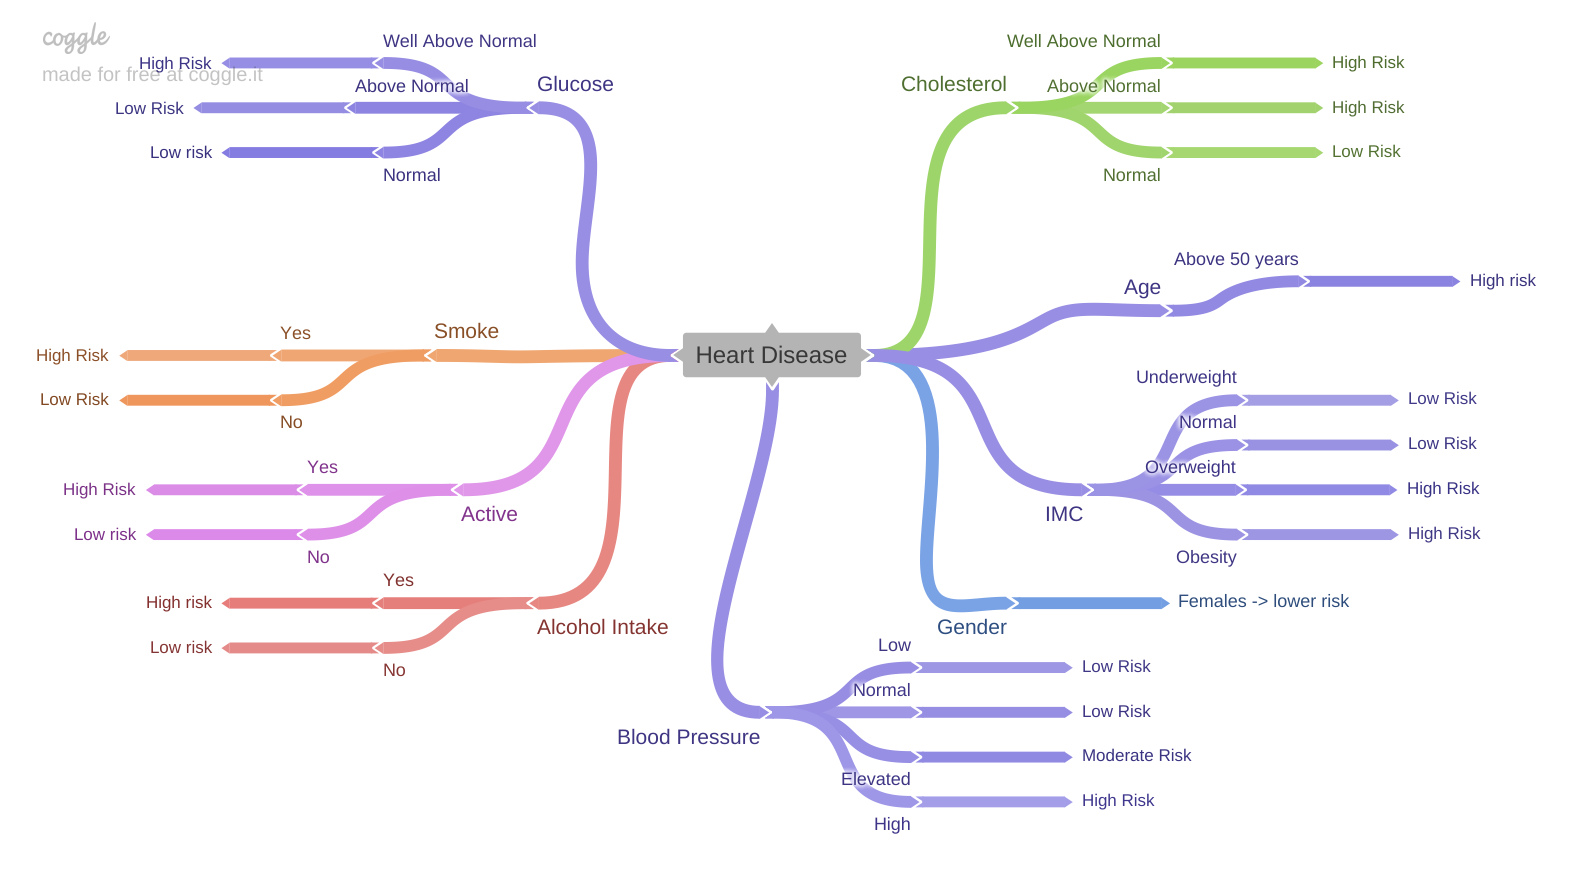 coggle
made for free at coggle.it
Heart Disease
Glucose
Well Above Normal
High Risk
Above Normal
Low Risk
Normal
Low risk
Smoke
Yes
High Risk
No
Low Risk
Active
Yes
High Risk
No
Low risk
Alcohol Intake
Yes
High risk
No
Low risk
Cholesterol
Well Above Normal
High Risk
Above Normal
High Risk
Normal
Low Risk
Age
Above 50 years
High risk
IMC
Underweight
Low Risk
Normal
Low Risk
Overweight
High Risk
Obesity
High Risk
Gender
Females -> lower risk
Blood Pressure
Low
Low Risk
Normal
Low Risk
Elevated
Moderate Risk
High
High Risk